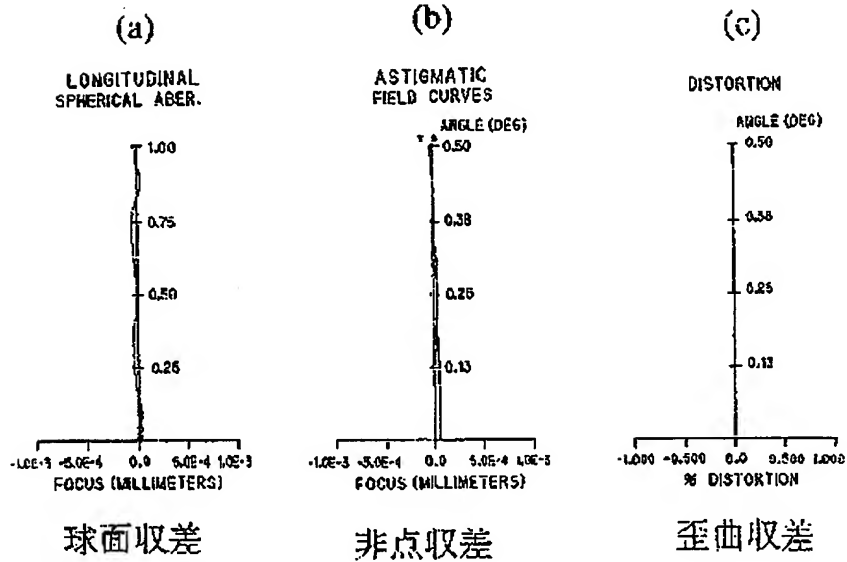 (a)
LONGITUDINAL
SPHERICAL ABER.
1.00
0.75
0.50
0.25
-1.0E-3 -5.0E-4 0.0 5.0E-4 1.0E-3
FOCUS (MILLIMETERS)
球面収差
(b)
ASTIGMATIC
FIELD CURVES
ANGLE (DEG)
0.50
0.38
0.25
0.13
-1.0E-3 -5.0E-4 0.0 5.0E-4 1.0E-3
FOCUS (MILLIMETERS)
非点収差
(c)
DISTORTION
ANGLE (DEG)
0.50
0.38
0.25
0.13
-1.000 -0.500 0.0 0.500 1.000
% DISTORTION
歪曲収差